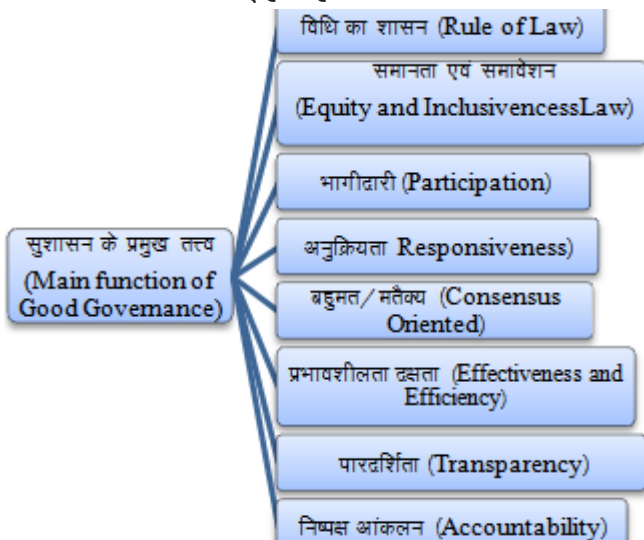 सुशासन के प्रमुख तत्त्व
(Main function of
Good Governance)
विधि का शासन (Rule of Law)
समानता एवं समावेशन
(Equity and InclusivencessLaw)
भागीदारी (Participation)
अनुक्रियता Responsiveness)
बहुमत/ मतैक्य (Consensus
Oriented)
प्रभावशीलता दक्षता (Effectiveness and
Efficiency)
पारदर्शिता (Transparency)
निष्पक्ष आंकलन (Accountability)